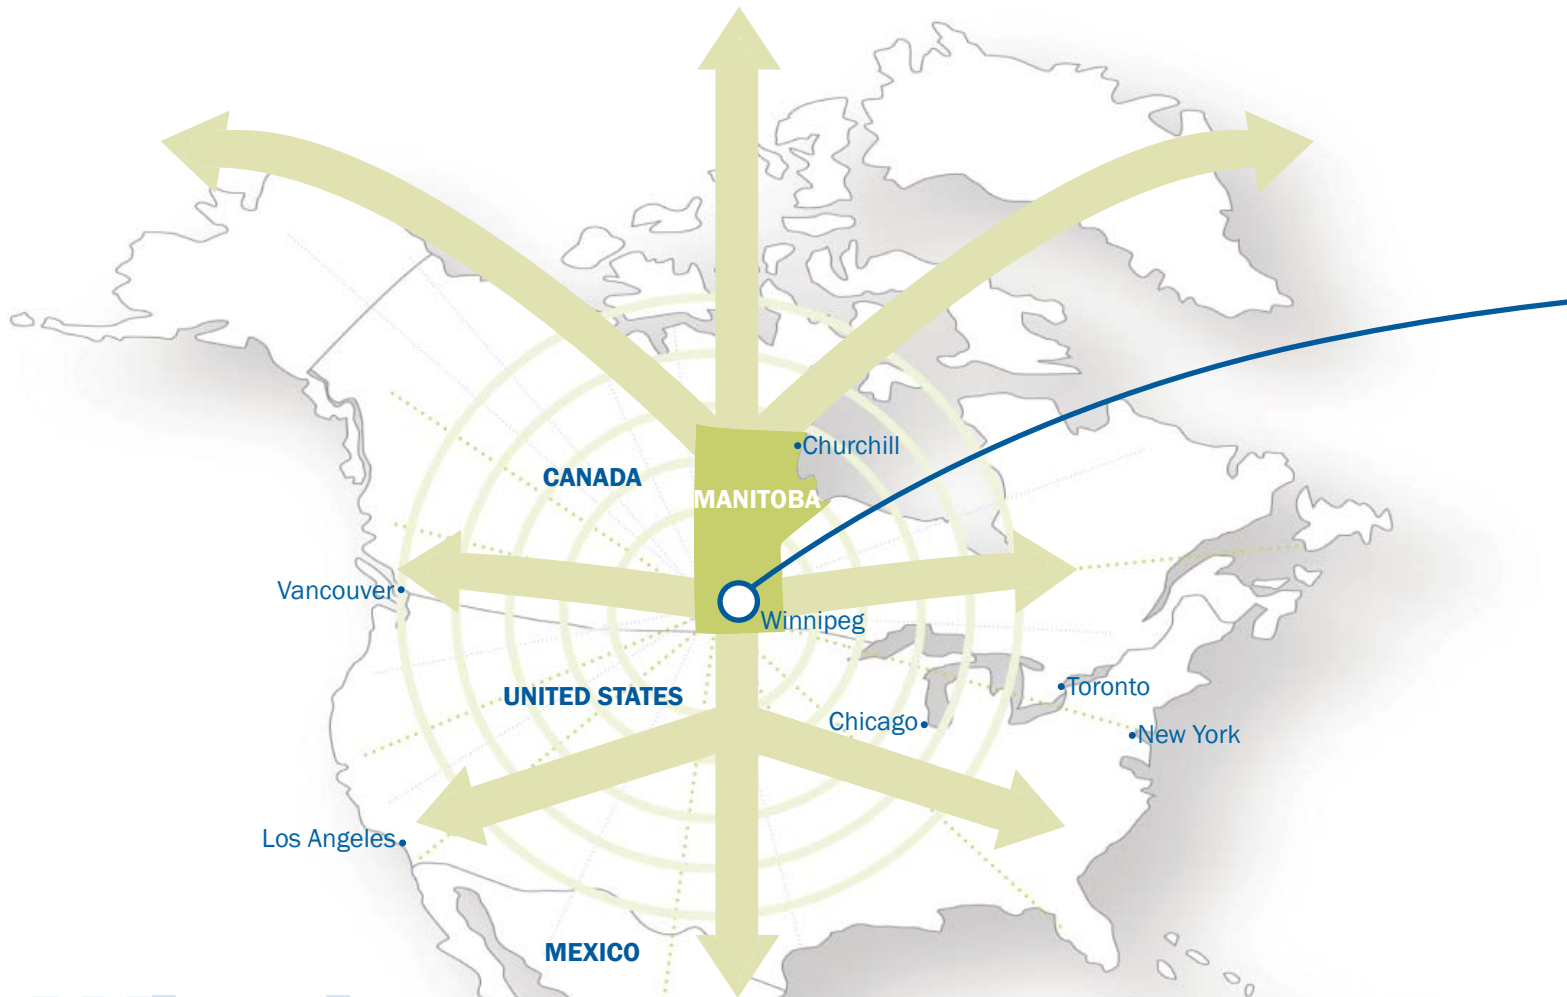 Churchill
CANADA
MANITOBA
Vancouver
Winnipeg
UNITED STATES
Toronto
Chicago
New York
Los Angeles
MEXICO